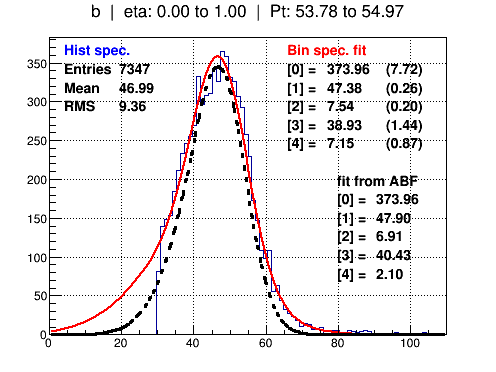 b | eta: 0.00 to 1.00 | Pt: 53.78 to 54.97
Hist spec.
Entries 7347
Mean 46.99
RMS 9.36
Bin spec. fit
[0] = 373.96 (7.72)
[1] = 47.38 (0.26)
[2] = 7.54 (0.20)
[3] = 38.93 (1.44)
[4] = 7.15 (0.87)
fit from ABF
[0] = 373.96
[1] = 47.90
[2] = 6.91
[3] = 40.43
[4] = 2.10
350
300
250
200
150
100
50
0
0 20 40 60 80 100